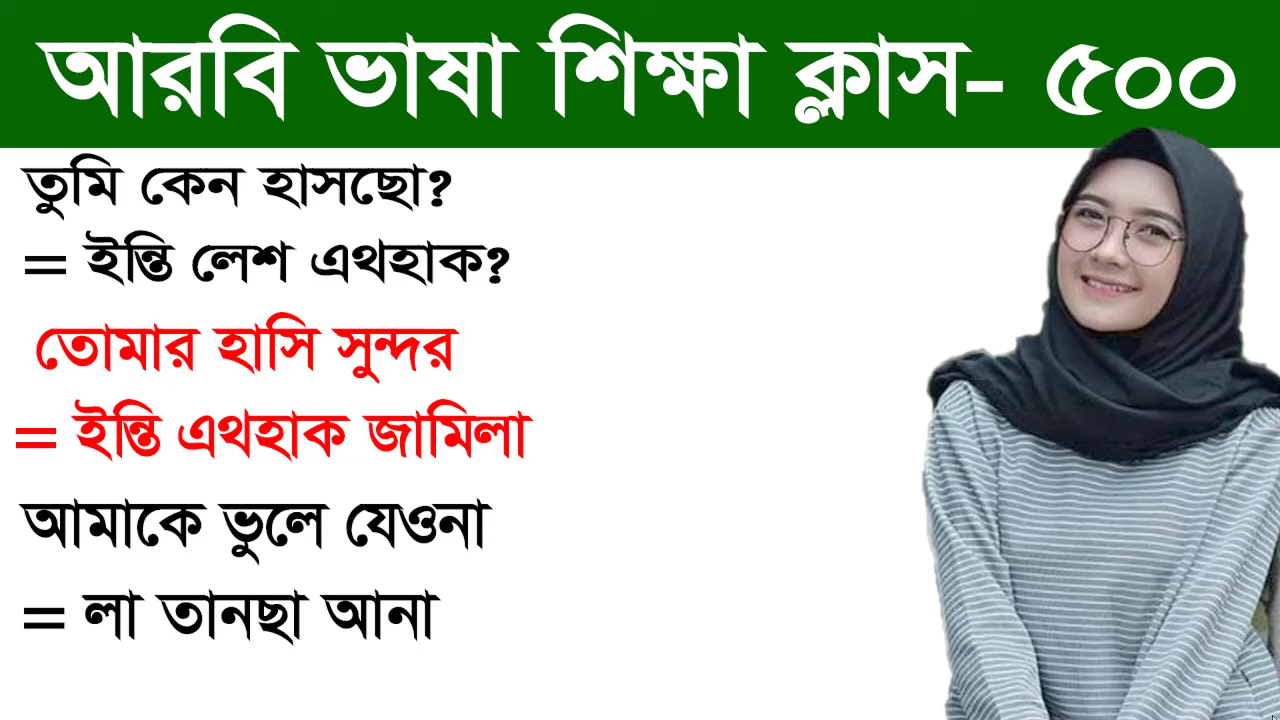 আরবি ভাষা শিক্ষা ক্লাস- ৫০০
তুমি কেন হাসছো?
= ইন্তি লেশ এথহাক?
তোমার হাসি সুন্দর
= ইন্তি এথহাক জামিলা
আমাকে ভুলে যেওনা
= লা তানছা আনা